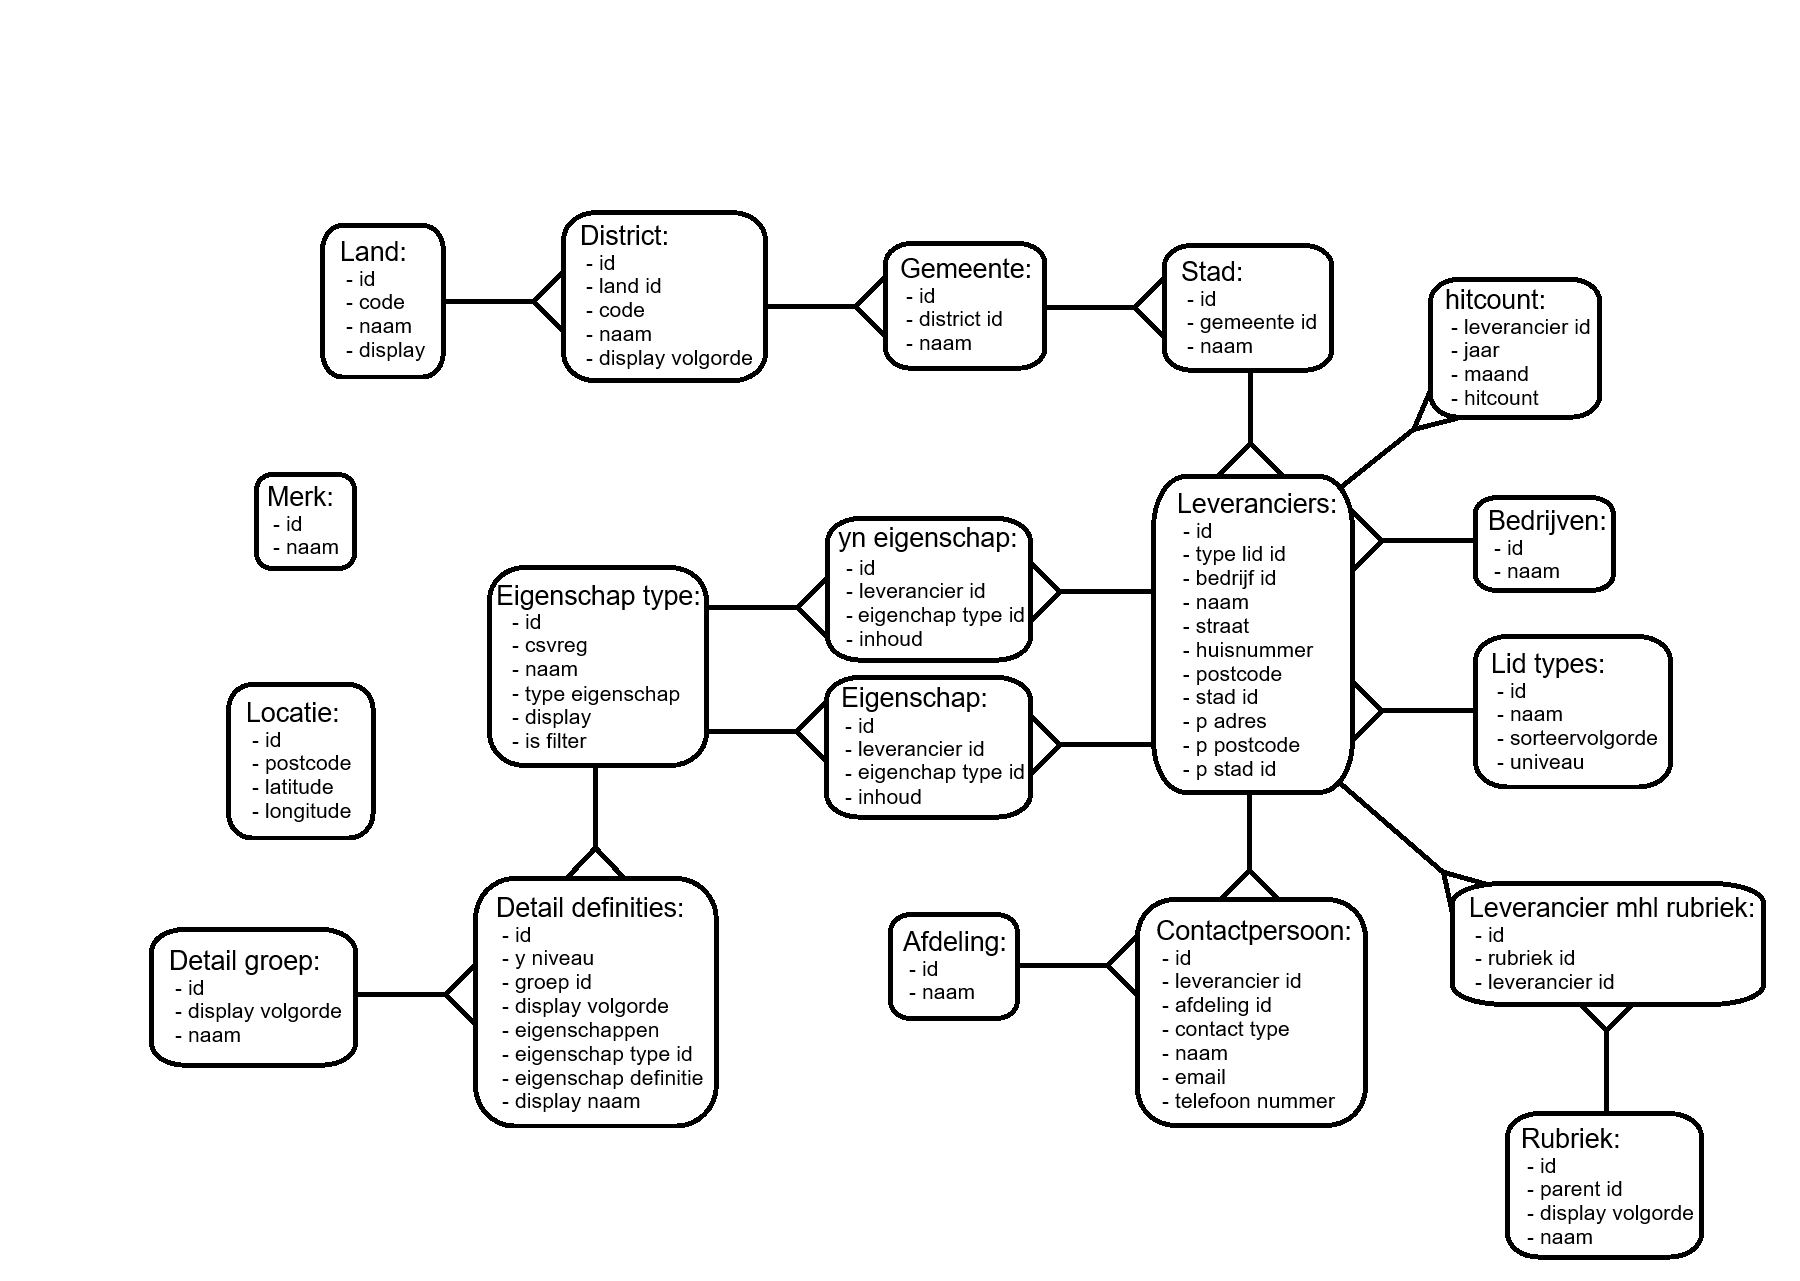 Land:
- id
- code
- naam
- display
District:
- id
- land id
- code
- naam
- display volgorde
Gemeente:
- id
- district id
- naam
Stad:
- id
- gemeente id
- naam
hitcount:
- leverancier id
- jaar
- maand
- hitcount
Merk:
- id
- naam
Eigenschap type:
- id
- csvreg
- naam
- type eigenschap
- display
- is filter
yn eigenschap:
- id
- leverancier id
- eigenchap type id
- inhoud
Leveranciers:
- id
- type lid id
- bedrijf id
- naam
- straat
- huisnummer
- postcode
- stad id
- p adres
- p postcode
- p stad id
Bedrijven:
- id
- naam
Locatie:
- id
- postcode
- latitude
- longitude
Eigenschap:
- id
- leverancier id
- eigenchap type id
- inhoud
Lid types:
- id
- naam
- sorteervolgorde
- univeau
Detail groep:
- id
- display volgorde
- naam
Detail definities:
- id
- y niveau
- groep id
- display volgorde
- eigenschappen
- eigenschap type id
- eigenschap definitie
- display naam
Afdeling:
- id
- naam
Contactpersoon:
- id
- leverancier id
- afdeling id
- contact type
- naam
- email
- telefoon nummer
Leverancier mhl rubriek:
- id
- rubriek id
- leverancier id
Rubriek:
- id
- parent id
- display volgorde
- naam